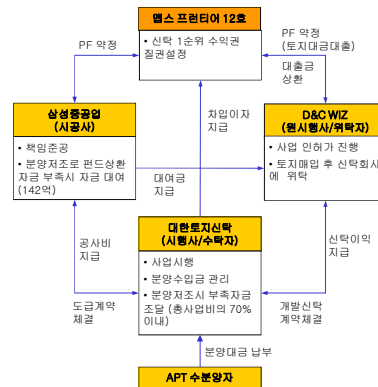 맵스 프런티어 12호
• 신탁 1순위 수익권
질권설정
PF 약정
PF 약정
(토지대금대출)
대출금
상환
삼성중공업
(시공사)
• 책임준공
• 분양저조로 펀드상환
자금 부족시 자금 대여
(142억)
차입이자
지급
D&C WIZ
(원시행사/위탁자)
• 사업 인허가 진행
• 토지매입 후 신탁회사
에 위탁
대여금
지급
대한토지신탁
(시행사/수탁자)
• 사업시행
• 분양수입금 관리
• 분양저조시 부족자금
조달 (총사업비의 70%
이내)
공사비
지급
신탁이익
지급
도급계약
체결
개발신탁
계약체결
분양대금 납부
APT 수분양자